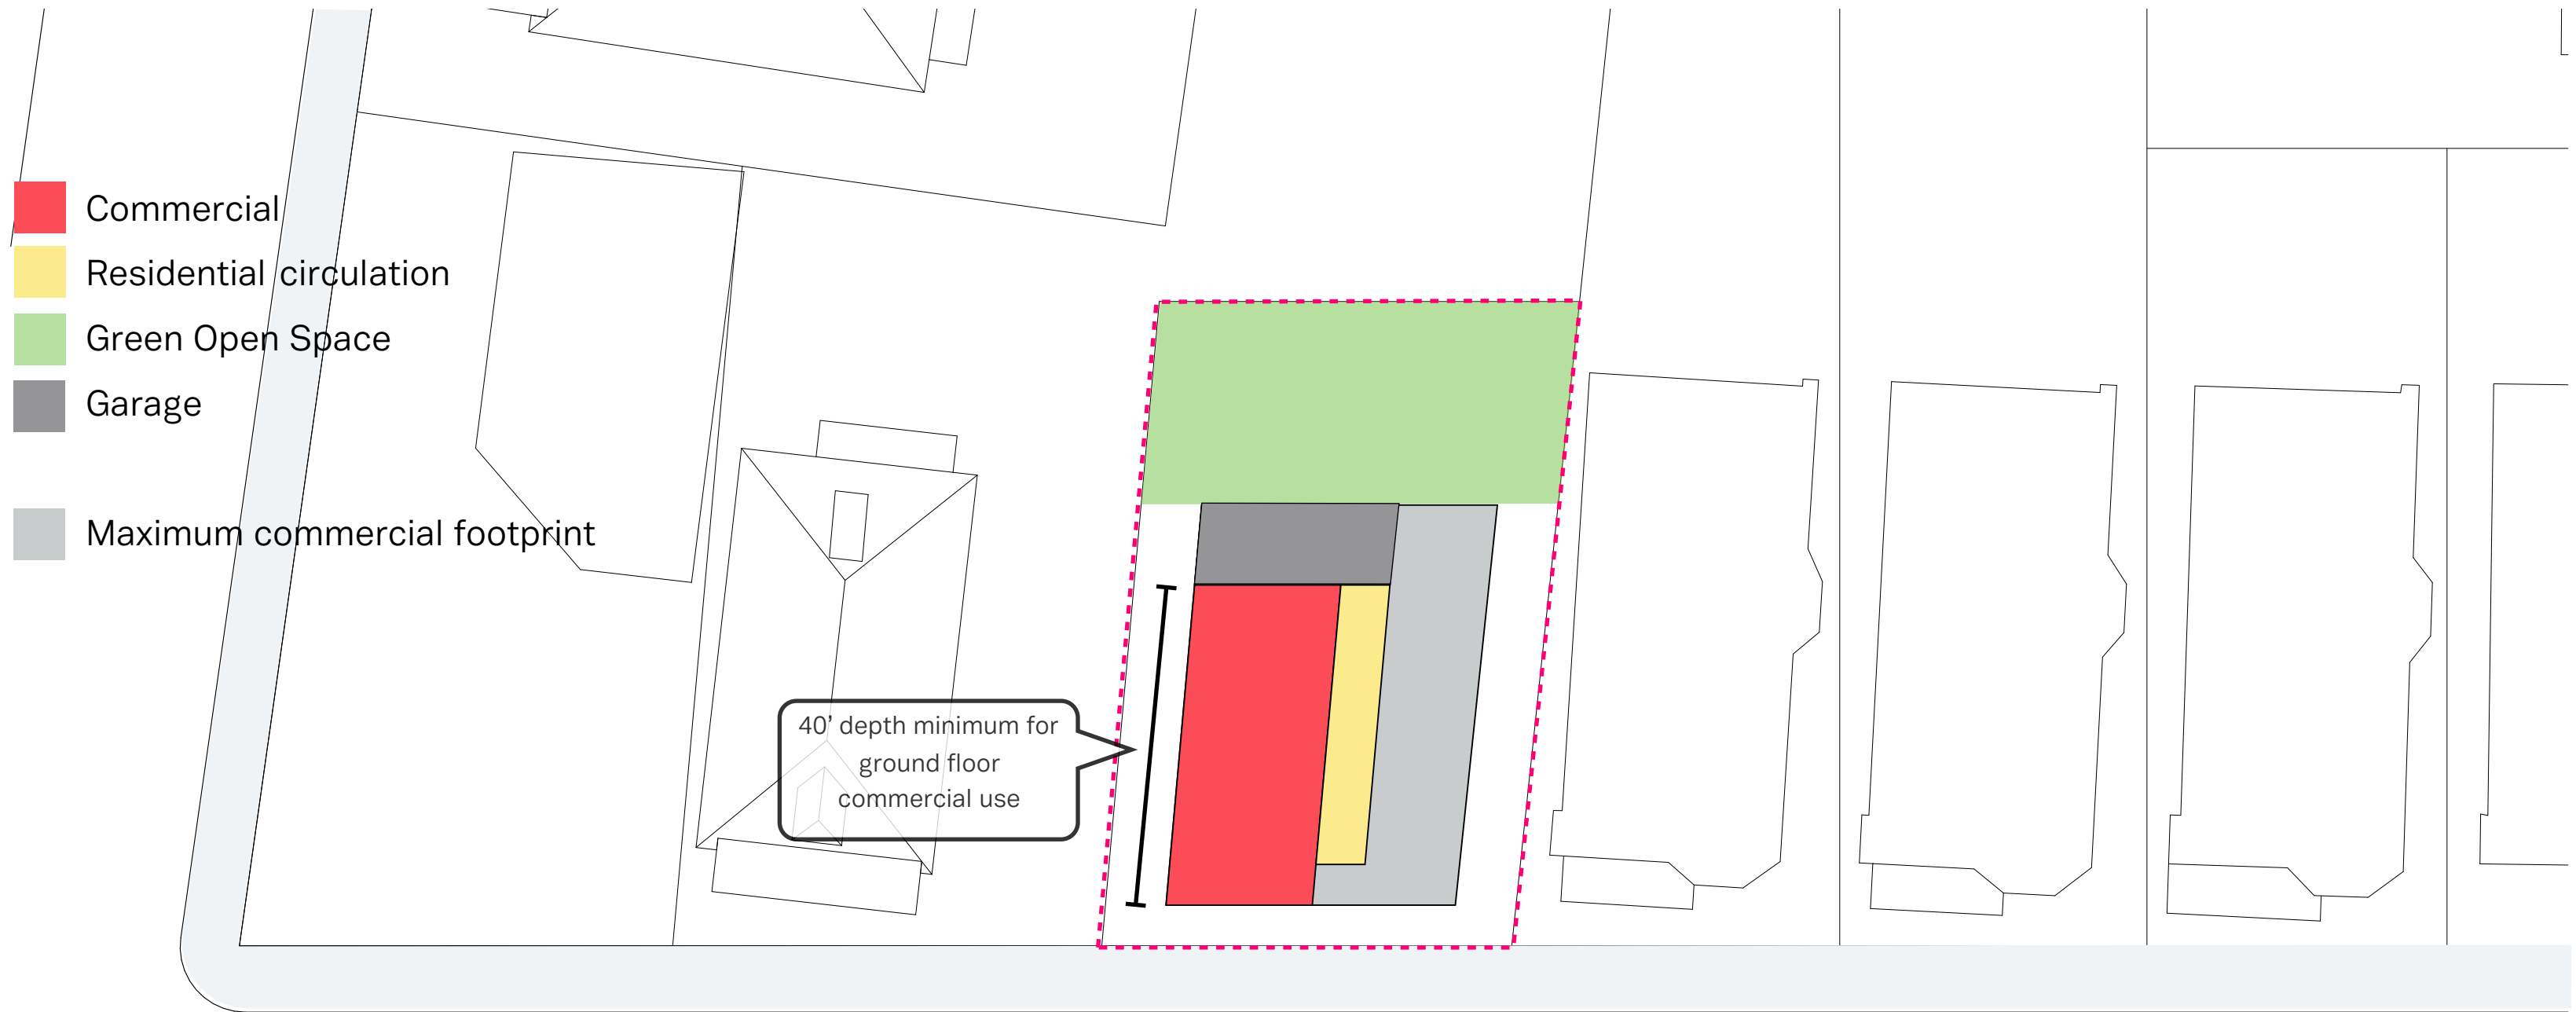 Commercial
Residential circulation
Green Open Space
Garage
Maximum commercial footprint
40’ depth minimum for
ground floor
commercial use